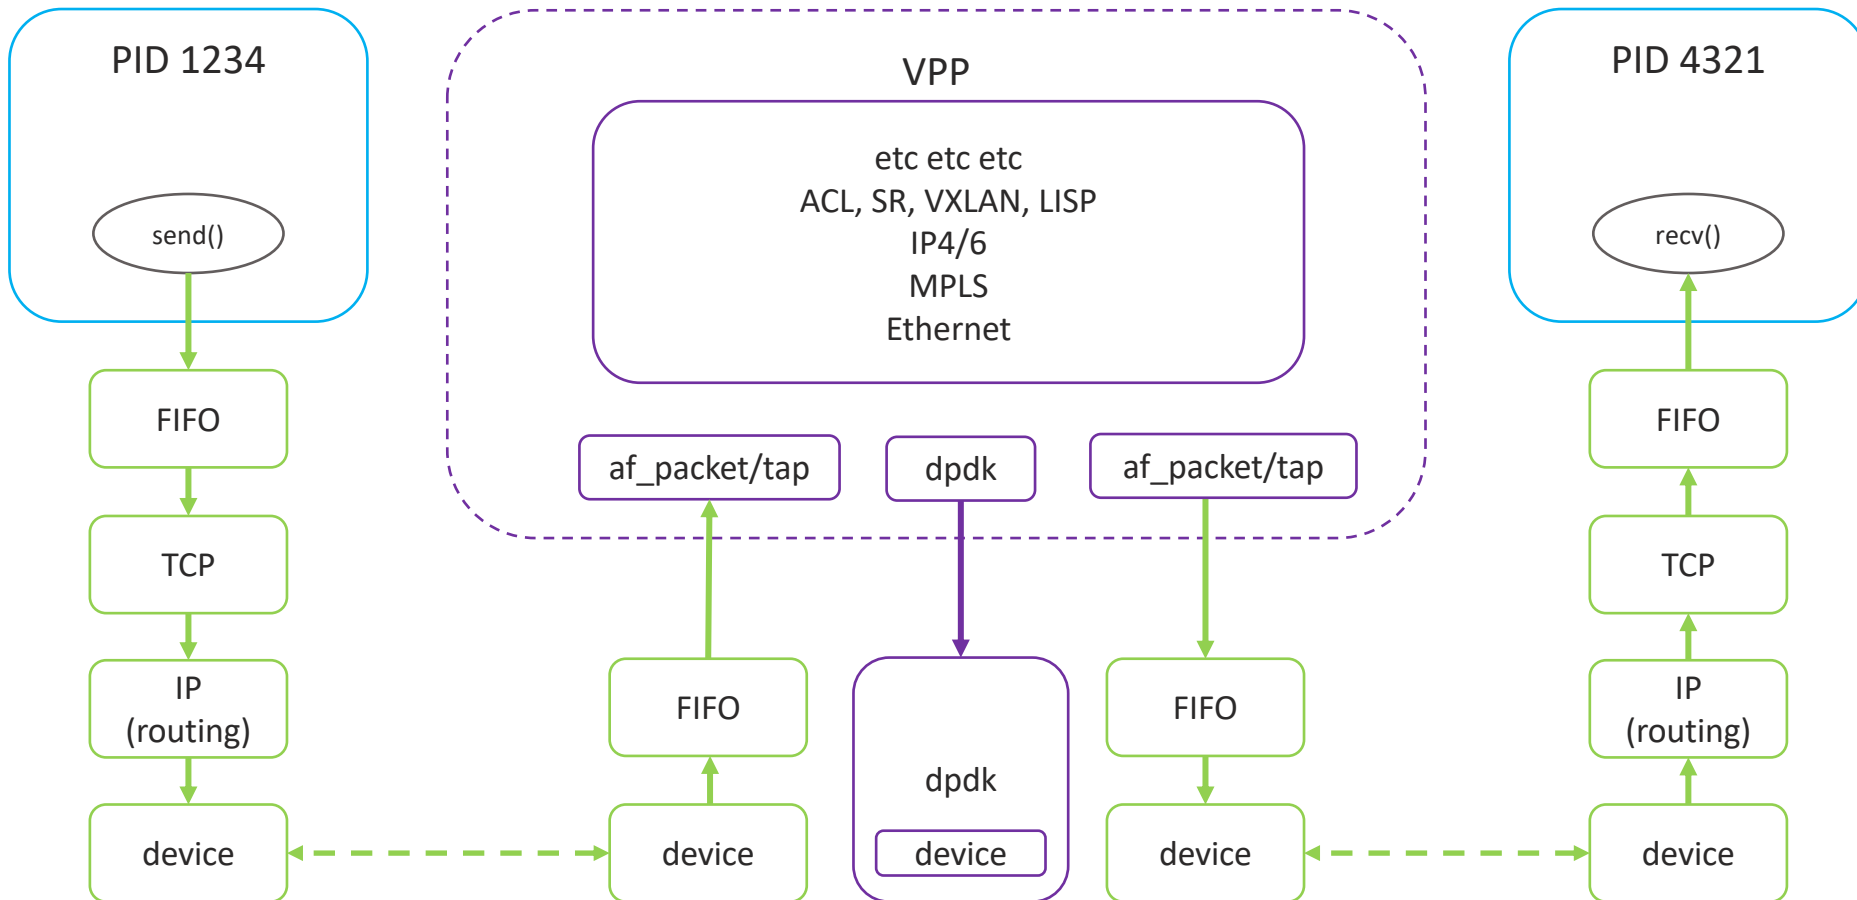 PID 1234
VPP
PID 4321
etc etc etc
ACL, SR, VXLAN, LISP
IP4/6
MPLS
Ethernet
send()
recv()
FIFO
FIFO
af_packet/tap
dpdk
af_packet/tap
TCP
TCP
IP
(routing)
FIFO
FIFO
IP
(routing)
dpdk
device
device
device
device
device